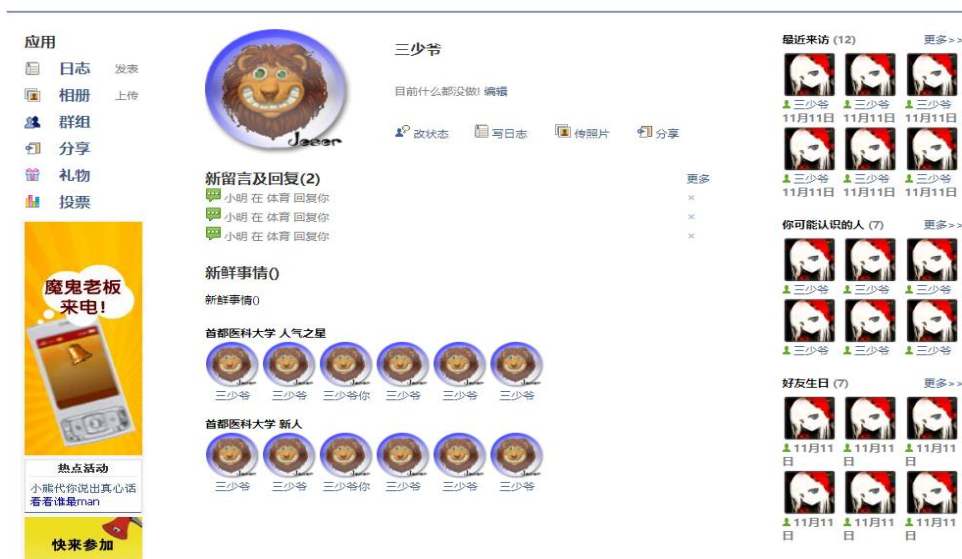 应用
日志 发表
相册 上传
群组
分享
礼物
投票
魔鬼老板
来电!
热点活动
小熊代你说出真心话
看看谁最man
快来参加
Jocer
三少爷
目前什么都没做! 编辑
改状态 写日志 传照片 分享
新留言及回复(2) 更多
小明 在 体育 回复你 ×
小明 在 体育 回复你 ×
小明 在 体育 回复你 ×
新鲜事情()
新鲜事情()
首都医科大学 人气之星
三少爷 三少爷 三少爷你 三少爷 三少爷 三少爷
首都医科大学 新人
三少爷 三少爷 三少爷你 三少爷 三少爷 三少爷
最近来访 (12) 更多>>
三少爷 三少爷 三少爷
11月11日 11月11日 11月11日
三少爷 三少爷 三少爷
11月11日 11月11日 11月11日
你可能认识的人 (7) 更多>>
三少爷 三少爷 三少爷
三少爷 三少爷 三少爷
好友生日 (7) 更多>>
11月11 11月11 11月11
日 日 日
11月11 11月11 11月11
日 日 日